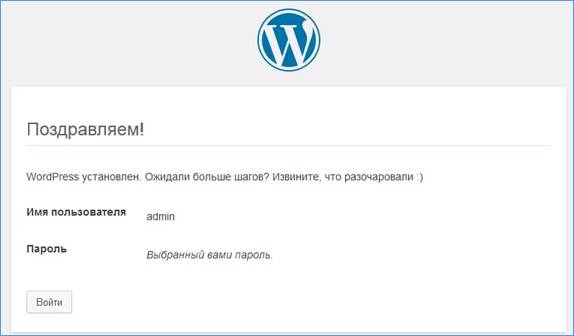 Поздравляем!
WordPress установлен. Ожидали больше шагов? Извините, что разочаровали :)
Имя пользователя admin
Пароль Выбранный вами пароль.
Войти